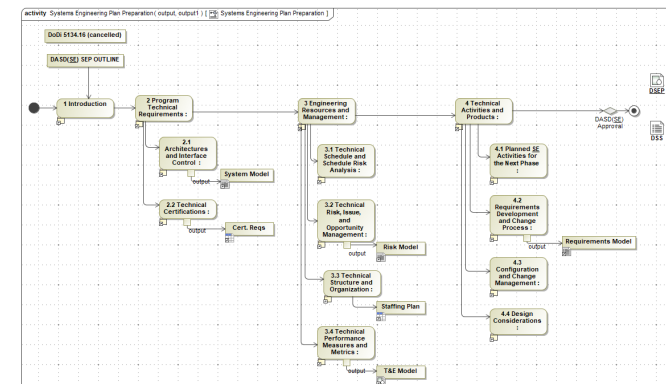 activity Systems Engineering Plan Preparation( output, output1 ) [ Systems Engineering Plan Preparation ]
DoDi 5134.16 (cancelled)
DASD(SE) SEP OUTLINE
1 Introduction
2 Program
Technical
Requirements :
2.1
Architectures
and Interface
Control :
output
System Model
2.2 Technical
Certifications :
output
Cert. Reqs
3 Engineering
Resources and
Management :
3.1 Technical
Schedule and
Schedule Risk
Analysis :
3.2 Technical
Risk, Issue,
and
Opportunity
Management :
output
Risk Model
3.3 Technical
Structure and
Organization :
Staffing Plan
3.4 Technical
Performance
Measures and
Metrics :
output
T&E Model
4 Technical
Activities and
Products :
4.1 Planned SE
Activities for
the Next Phase
:
4.2
Requirements
Development
and Change
Process :
output
Requirements Model
4.3
Configuration
and Change
Management :
4.4 Design
Considerations
:
DASD(SE)
Approval
DSEP
DSS